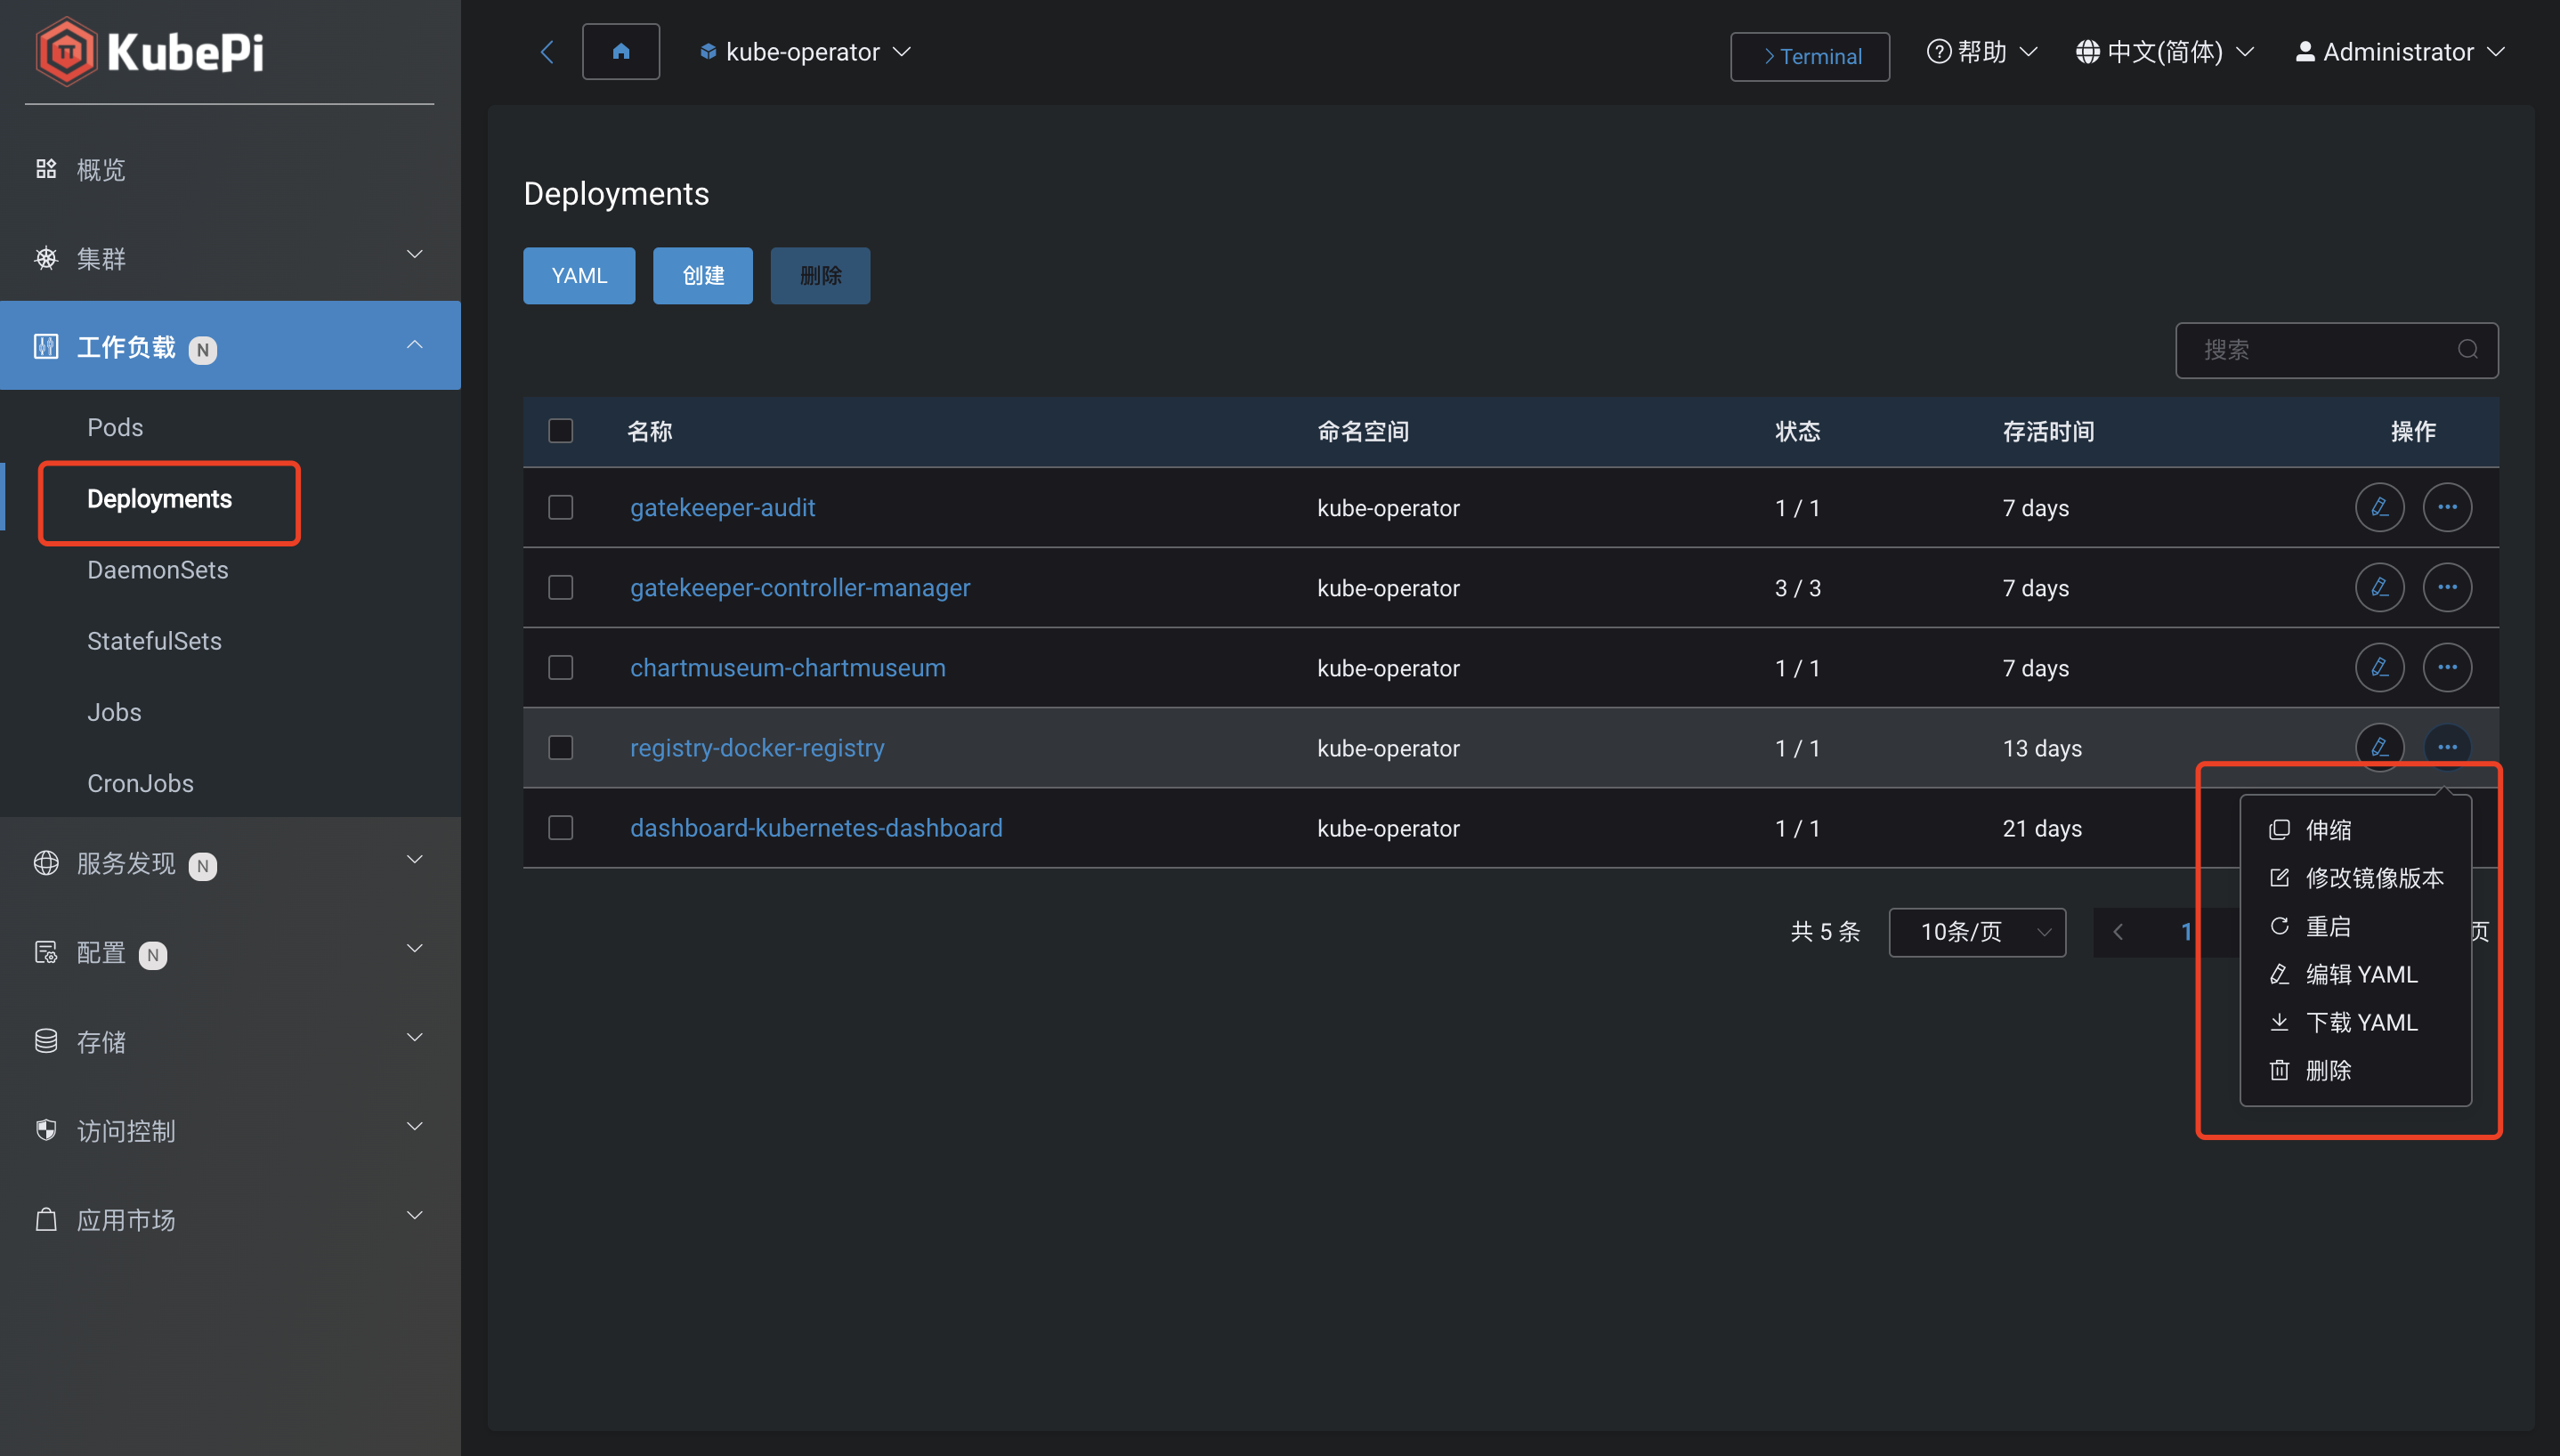 KubePi
kube-operator
Terminal
帮助
中文(简体)
Administrator
概览
集群
工作负载 N
Pods
Deployments
DaemonSets
StatefulSets
Jobs
CronJobs
服务发现 N
配置 N
存储
访问控制
应用市场
Deployments
YAML 创建 删除
搜索
名称 命名空间 状态 存活时间 操作
gatekeeper-audit kube-operator 1 / 1 7 days
gatekeeper-controller-manager kube-operator 3 / 3 7 days
chartmuseum-chartmuseum kube-operator 1 / 1 7 days
registry-docker-registry kube-operator 1 / 1 13 days
dashboard-kubernetes-dashboard kube-operator 1 / 1 21 days
共 5 条 10条/页 1 页
伸缩
修改镜像版本
重启
编辑 YAML
下载 YAML
删除